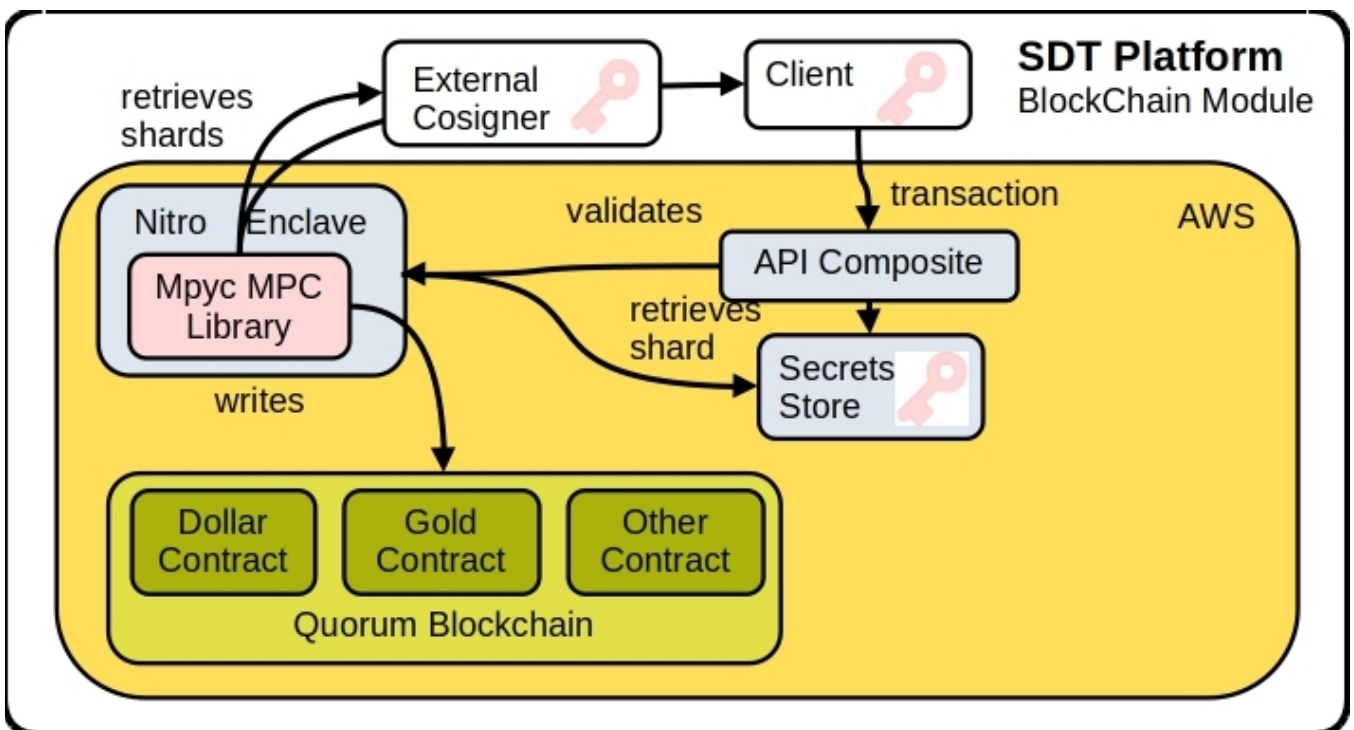 SDT Platform
BlockChain Module
External
Cosigner
Client
retrieves
shards
transaction
AWS
Nitro Enclave
validates
API Composite
Mpyc MPC
Library
retrieves
shard
Secrets
Store
writes
Dollar
Contract
Gold
Contract
Other
Contract
Quorum Blockchain